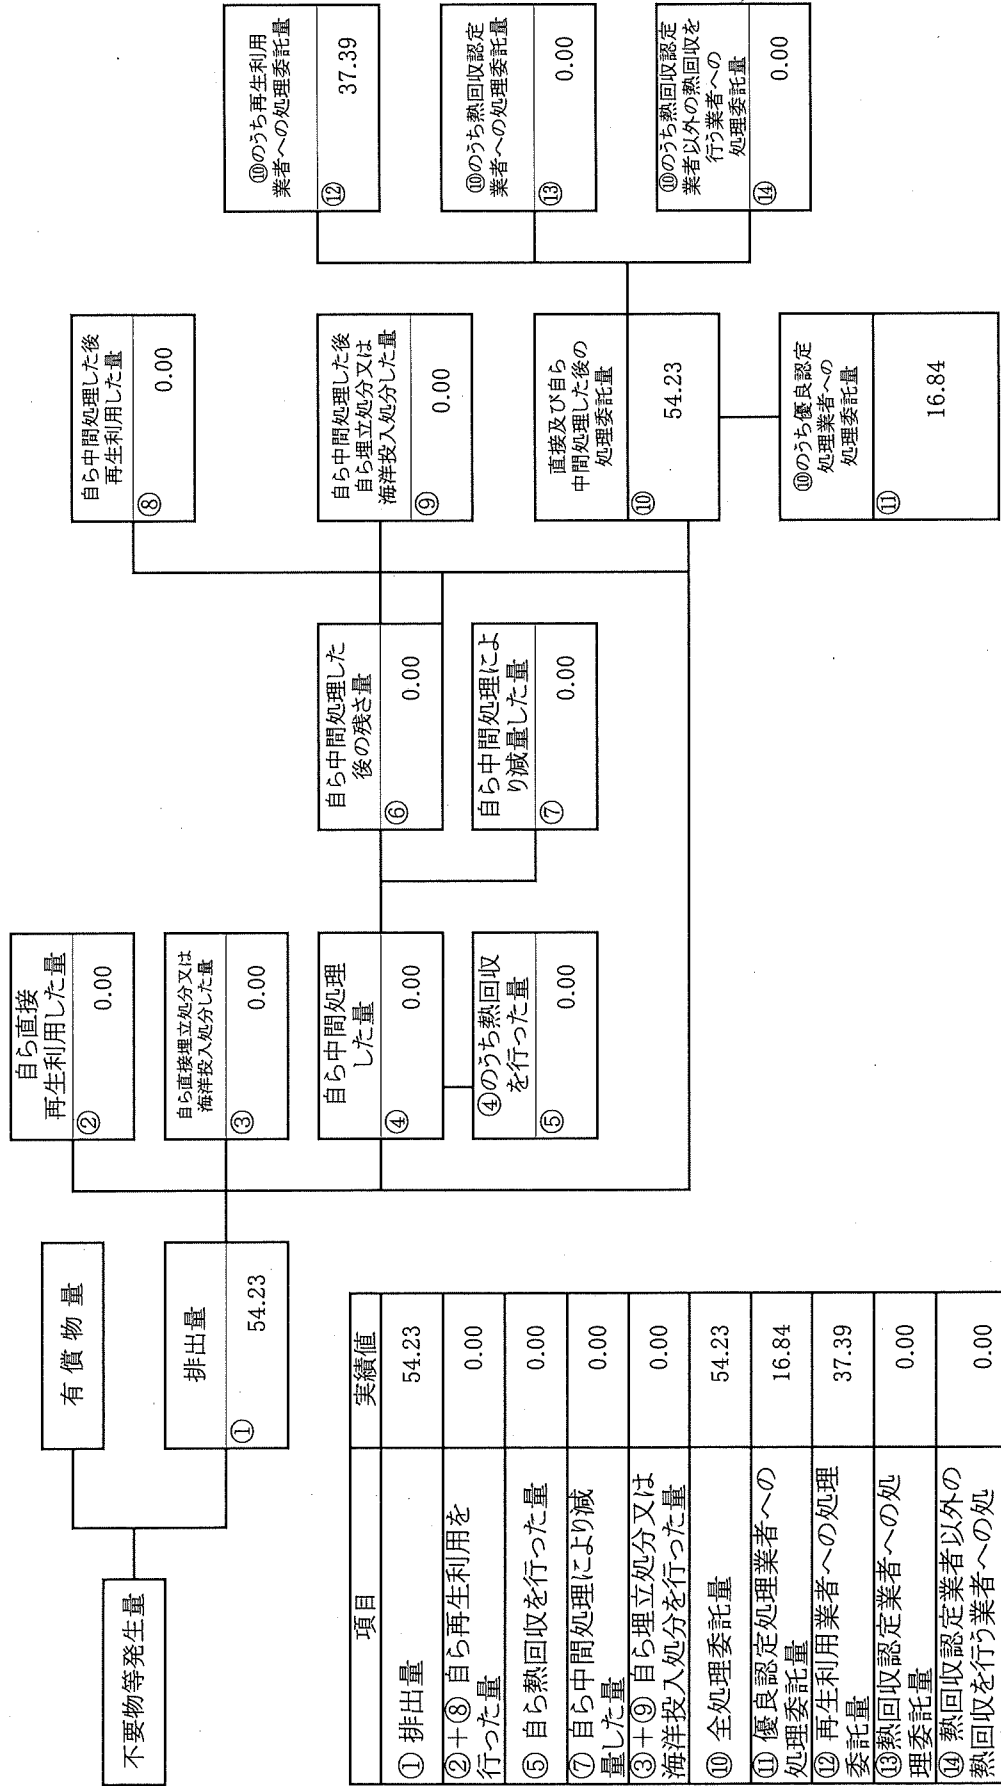 不要物等発生量
有償物量
排出量
①
54.23
自ら直接
再生利用した量
②
0.00
自ら直接埋立処分又は
海洋投入処分した量
③
0.00
自ら中間処理
した量
④
0.00
④のうち熱回収
を行った量
⑤
0.00
自ら中間処理した
後の残さ量
⑥
0.00
自ら中間処理によ
り減量した量
⑦
0.00
自ら中間処理した後
再生利用した量
⑧
0.00
自ら中間処理した後
自ら埋立処分又は
海洋投入処分した量
⑨
0.00
直接及び自ら
中間処理した後の
処理委託量
⑩
54.23
⑩のうち優良認定
処理業者への
処理委託量
⑪
16.84
⑩のうち再生利用
業者への処理委託量
⑫
37.39
⑩のうち熱回収認定
業者への処理委託量
⑬
0.00
⑩のうち熱回収認定
業者以外の熱回収を
行う業者への
処理委託量
⑭
0.00
項目 実績値
① 排出量 54.23
②+⑧ 自ら再生利用を
行った量 0.00
⑤ 自ら熱回収を行った量 0.00
⑦ 自ら中間処理により減
量した量 0.00
③+⑨ 自ら埋立処分又は
海洋投入処分を行った量 0.00
⑩ 全処理委託量 54.23
⑪ 優良認定処理業者への
処理委託量 16.84
⑫ 再生利用業者への処理
委託量 37.39
⑬熱回収認定業者への処
理委託量 0.00
⑭ 熱回収認定業者以外の
熱回収を行う業者への処 0.00